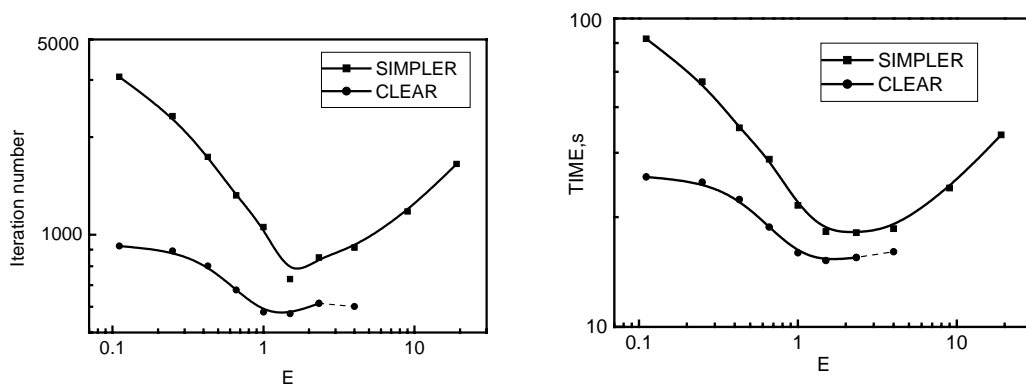 5000
1000
Iteration number
SIMPLER
CLEAR
0.1
1
10
E
100
10
TIME,s
SIMPLER
CLEAR
0.1
1
10
E